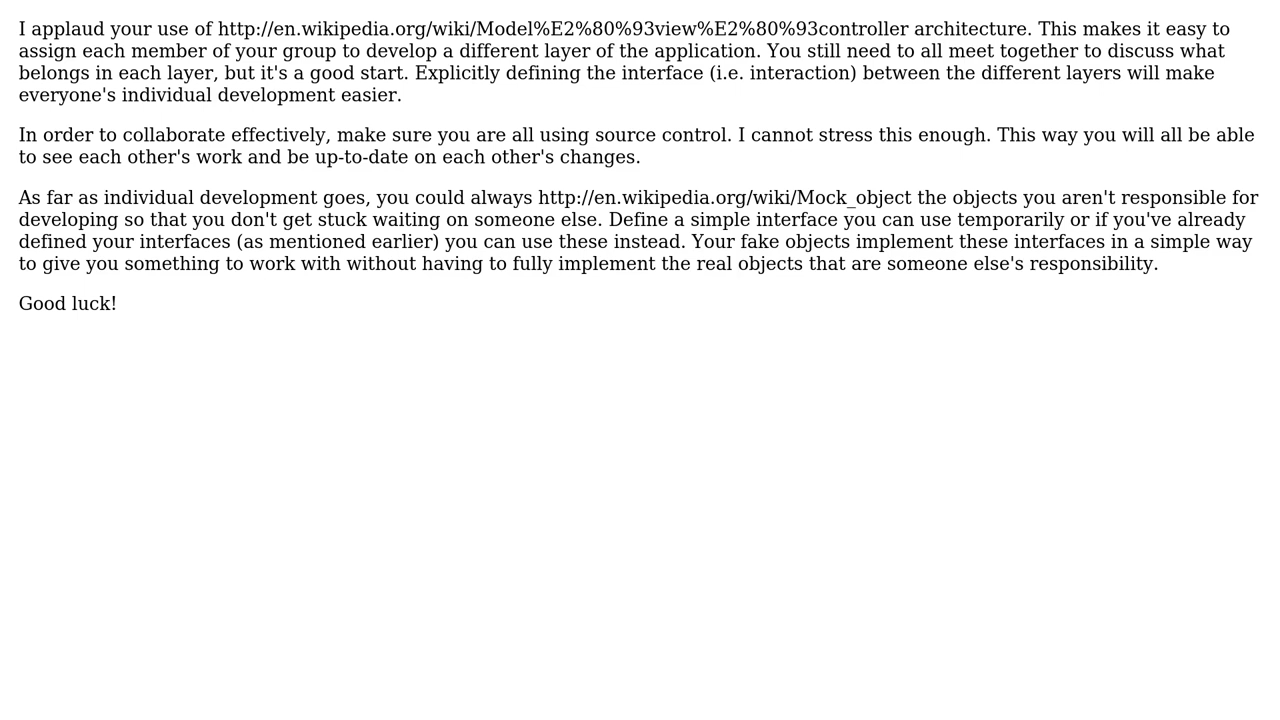 I applaud your use of http://en.wikipedia.org/wiki/Model%E2%80%93view%E2%80%93controller architecture. This makes it easy to
assign each member of your group to develop a different layer of the application. You still need to all meet together to discuss what
belongs in each layer, but it's a good start. Explicitly defining the interface (i.e. interaction) between the different layers will make
everyone's individual development easier.
In order to collaborate effectively, make sure you are all using source control. I cannot stress this enough. This way you will all be able
to see each other's work and be up-to-date on each other's changes.
As far as individual development goes, you could always http://en.wikipedia.org/wiki/Mock_object the objects you aren't responsible for
developing so that you don't get stuck waiting on someone else. Define a simple interface you can use temporarily or if you've already
defined your interfaces (as mentioned earlier) you can use these instead. Your fake objects implement these interfaces in a simple way
to give you something to work with without having to fully implement the real objects that are someone else's responsibility.
Good luck!